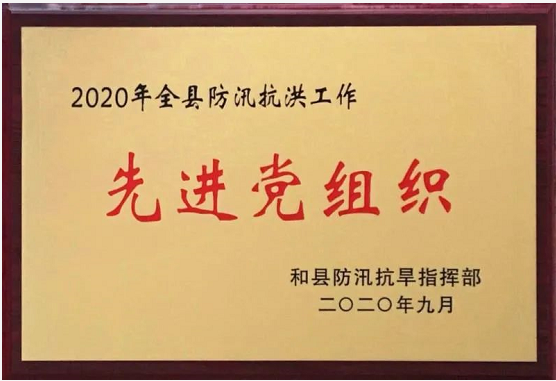 2020年全县防汛抗洪工作
先进党组织
和县防汛抗旱指挥部
二〇二〇年九月